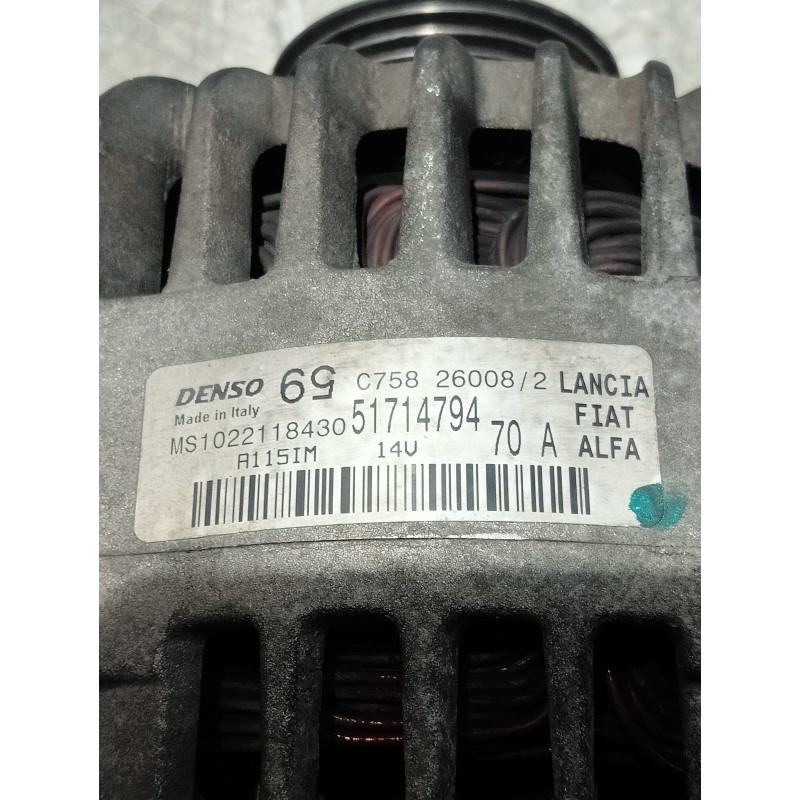 DENSO 69 C758 26008/2 LANCIA
Made in Italy 51714794 FIAT
MS1022118430 70 A ALFA
A115IM 14V